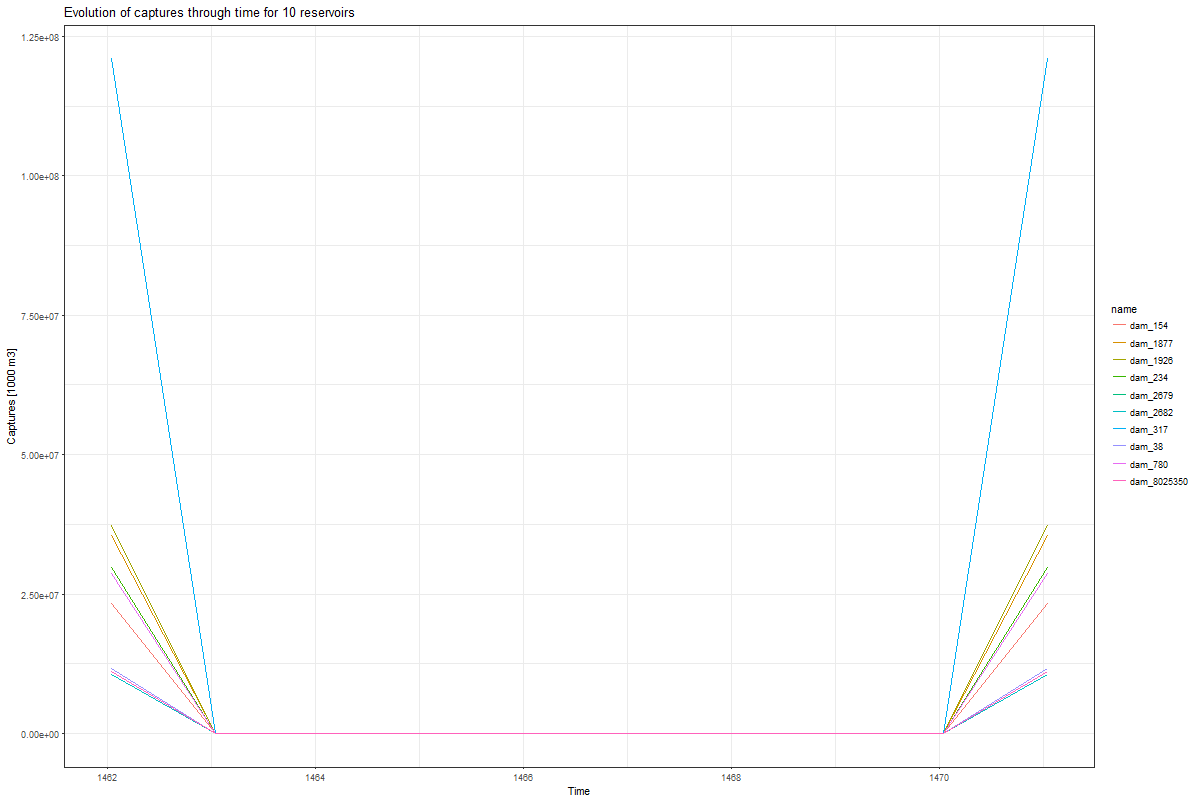 Evolution of captures through time for 10 reservoirs
1.25e+08
1.00e+08
7.50e+07
5.00e+07
2.50e+07
0.00e+00
Captures [1000 m3]
1462
1464
1466
1468
1470
Time
name
dam_154
dam_1877
dam_1926
dam_234
dam_2679
dam_2682
dam_317
dam_38
dam_780
dam_8025350